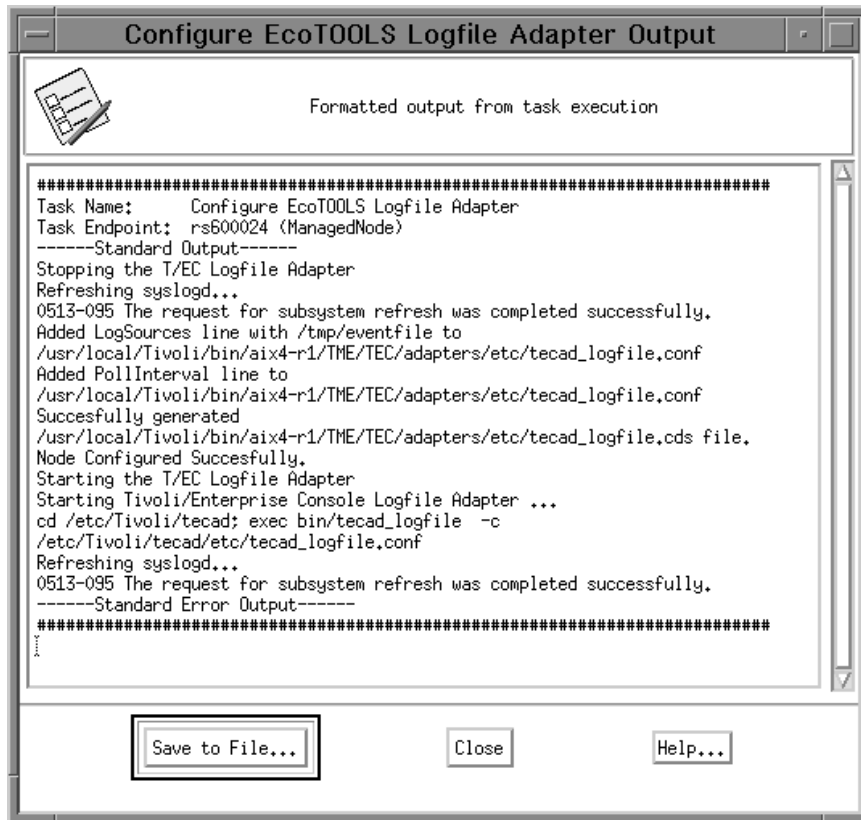 Configure EcoTOOLS Logfile Adapter Output
Formatted output from task execution
############################################################################
Task Name:      Configure EcoTOOLS Logfile Adapter
Task Endpoint:  rs600024 (ManagedNode)
------Standard Output------
Stopping the T/EC Logfile Adapter
Refreshing syslogd...
0513-095 The request for subsystem refresh was completed successfully.
Added LogSources line with /tmp/eventfile to
/usr/local/Tivoli/bin/aix4-r1/TME/TEC/adapters/etc/tecad_logfile.conf
Added PollInterval line to
/usr/local/Tivoli/bin/aix4-r1/TME/TEC/adapters/etc/tecad_logfile.conf
Succesfully generated
/usr/local/Tivoli/bin/aix4-r1/TME/TEC/adapters/etc/tecad_logfile.cds file.
Node Configured Succesfully.
Starting the T/EC Logfile Adapter
Starting Tivoli/Enterprise Console Logfile Adapter ...
cd /etc/Tivoli/tecad; exec bin/tecad_logfile  -c
/etc/Tivoli/tecad/etc/tecad_logfile.conf
Refreshing syslogd...
0513-095 The request for subsystem refresh was completed successfully.
------Standard Error Output------
############################################################################
Save to File...
Close
Help...